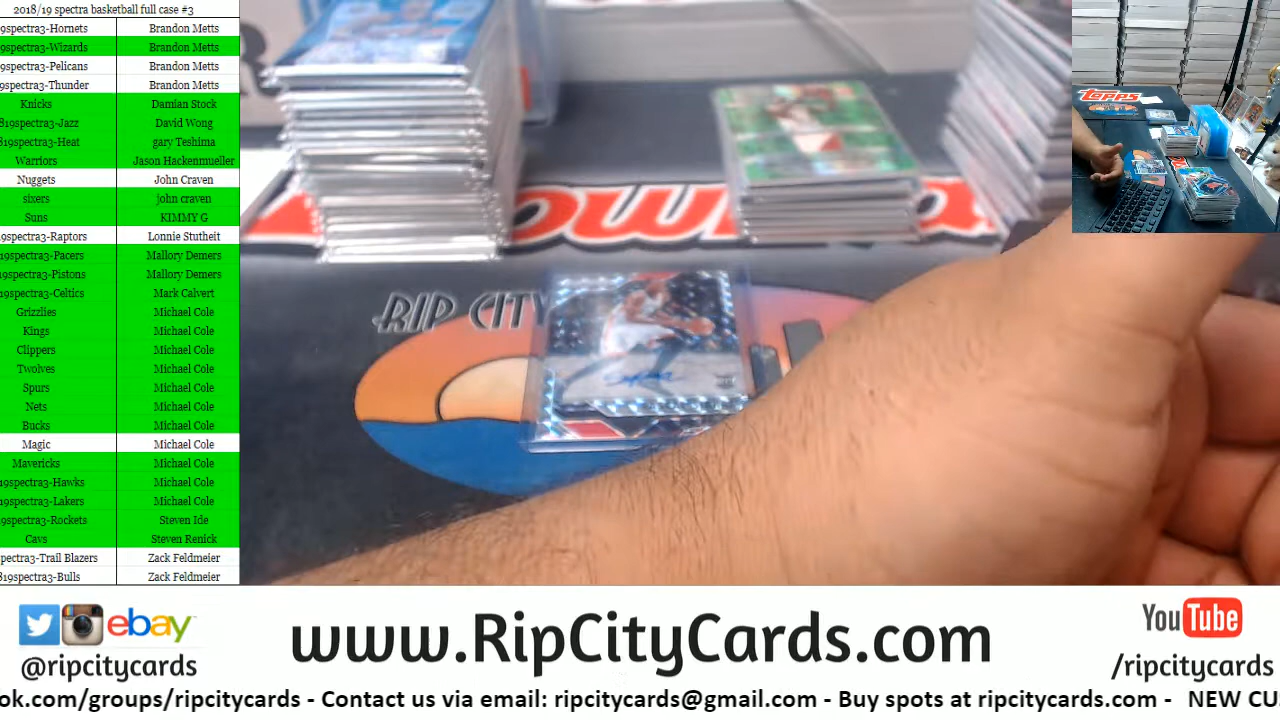 2018/19 spectra basketball full case #3
9spectra3-Hornets Brandon Metts
9spectra3-Wizards Brandon Metts
9spectra3-Pelicans Brandon Metts
9spectra3-Thunder Brandon Metts
Knicks Damian Stock
819spectra3-Jazz David Wong
819spectra3-Heat gary Teshima
Warriors Jason Hackenmueller
Nuggets John Craven
sixers john craven
Suns KIMMY G
19spectra3-Raptors Lonnie Stutheit
19spectra3-Pacers Mallory Demers
19spectra3-Pistons Mallory Demers
19spectra3-Celtics Mark Calvert
Grizzlies Michael Cole
Kings Michael Cole
Clippers Michael Cole
Twolves Michael Cole
Spurs Michael Cole
Nets Michael Cole
Bucks Michael Cole
Magic Michael Cole
Mavericks Michael Cole
19spectra3-Hawks Michael Cole
19spectra3-Lakers Michael Cole
19spectra3-Rockets Steven Ide
Cavs Steven Renick
spectra3-Trail Blazers Zack Feldmeier
819spectra3-Bulls Zack Feldmeier
RIP CITY
Topps
ebay
@ripcitycards
www.RipCityCards.com
YouTube
/ripcitycards
ok.com/groups/ripcitycards - Contact us via email: ripcitycards@gmail.com - Buy spots at ripcitycards.com - NEW CU